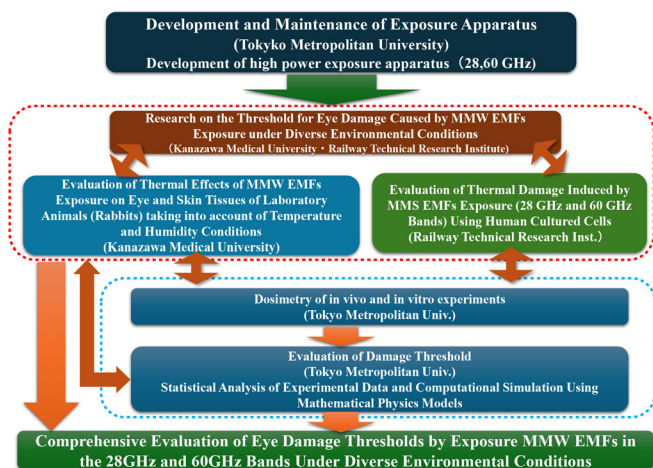 Development and Maintenance of Exposure Apparatus
(Tokyko Metropolitan University)
Development of high power exposure apparatus（28,60 GHz）
Research on the Threshold for Eye Damage Caused by MMW EMFs
Exposure under Diverse Environmental Conditions
（Kanazawa Medical University・Railway Technical Research Institute)
Evaluation of Thermal Effects of MMW EMFs
Exposure on Eye and Skin Tissues of Laboratory
Animals (Rabbits) taking into account of Temperature
and Humidity Conditions
(Kanazawa Medical University)
Evaluation of Thermal Damage Induced by
MMS EMFs Exposure (28 GHz and 60 GHz
Bands) Using Human Cultured Cells
(Railway Technical Research Inst.）
Dosimetry of in vivo and in vitro experiments
(Tokyo Metropolitan Univ.)
Evaluation of Damage Threshold
(Tokyo Metropolitan Univ.)
Statistical Analysis of Experimental Data and Computational Simulation Using
Mathematical Physics Models
Comprehensive Evaluation of Eye Damage Thresholds by Exposure MMW EMFs in
the 28GHz and 60GHz Bands Under Diverse Environmental Conditions